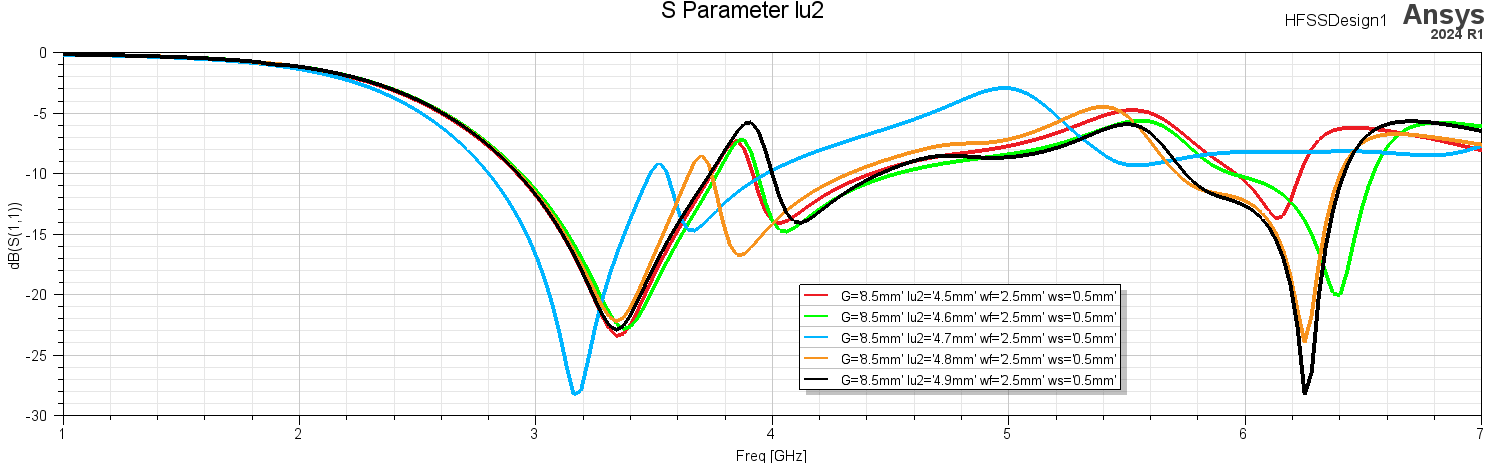 S Parameter lu2
HFSSDesign1
Ansys
2024 R1
0
-5
-10
-15
-20
-25
-30
dB(S(1,1))
G='8.5mm' lu2='4.5mm' wf='2.5mm' ws='0.5mm'
G='8.5mm' lu2='4.6mm' wf='2.5mm' ws='0.5mm'
G='8.5mm' lu2='4.7mm' wf='2.5mm' ws='0.5mm'
G='8.5mm' lu2='4.8mm' wf='2.5mm' ws='0.5mm'
G='8.5mm' lu2='4.9mm' wf='2.5mm' ws='0.5mm'
1 2 3 4 5 6 7
Freq [GHz]